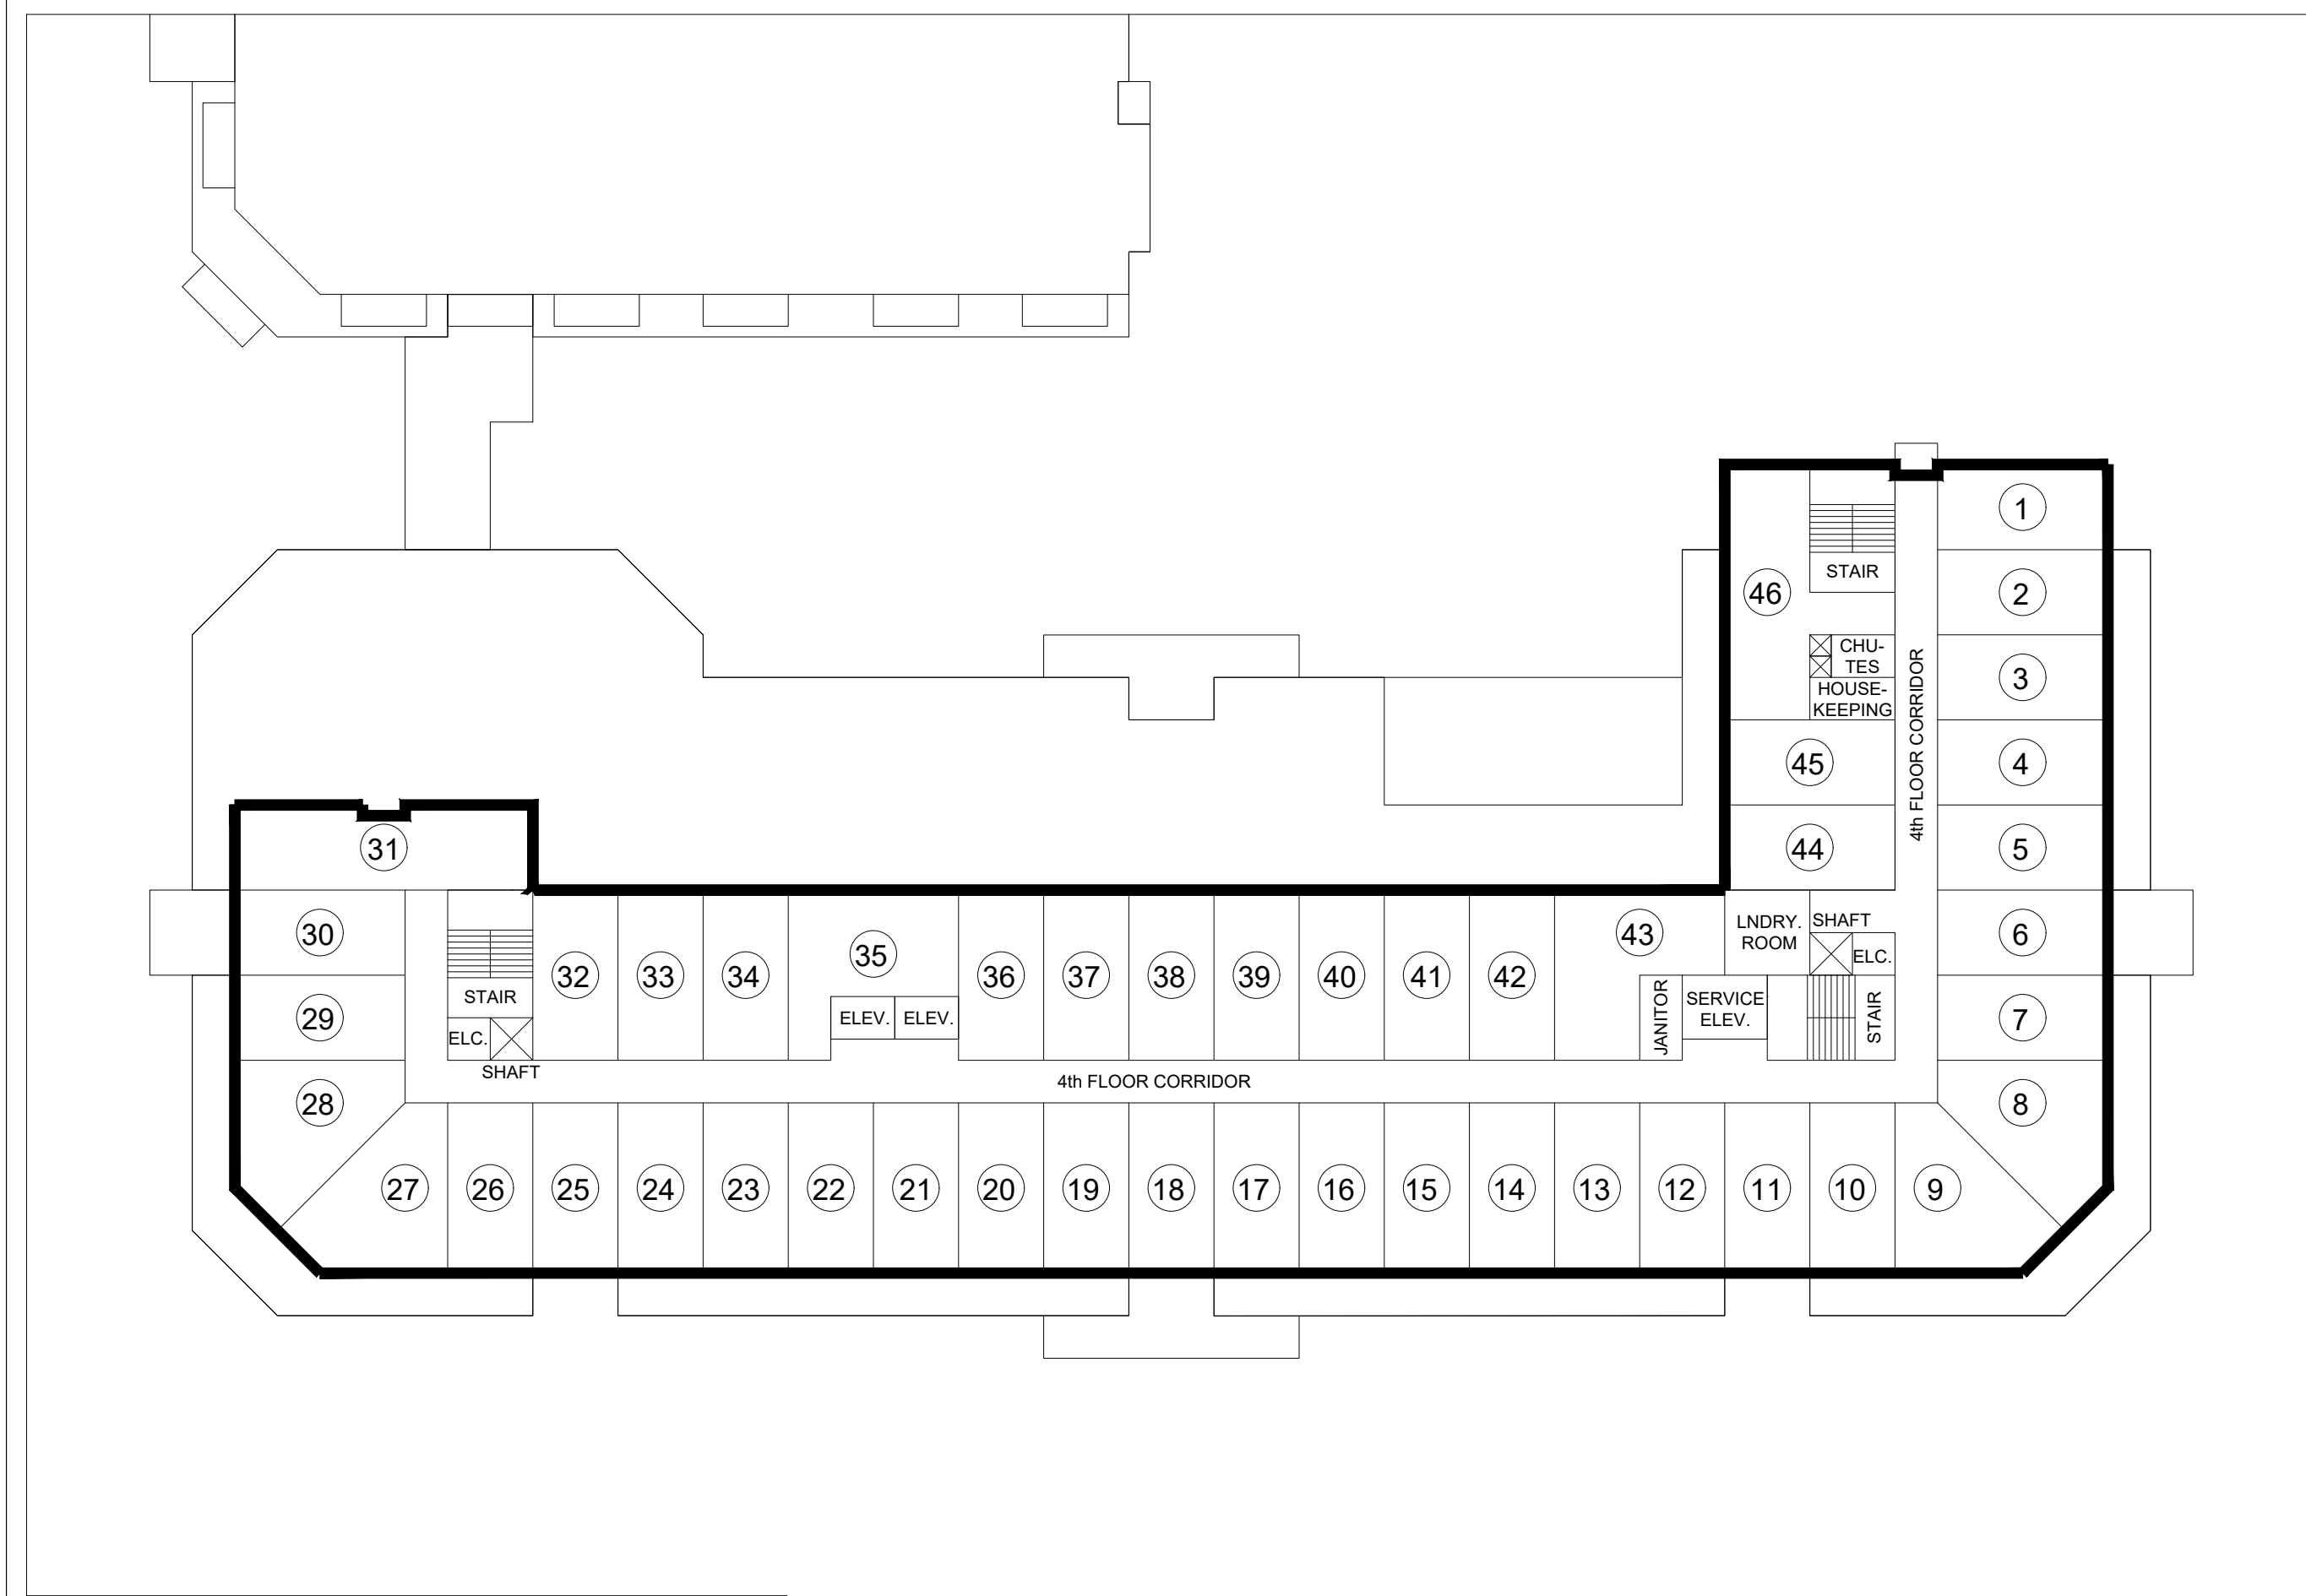 1
STAIR
46
2
CHU-
TES
3
HOUSE-
KEEPING
4th FLOOR CORRIDOR
45
4
31
44
5
30
32
33
34
35
36
37
38
39
40
41
42
43
LNDRY.
ROOM
SHAFT
ELC.
6
STAIR
29
ELEV.
ELEV.
JANITOR
SERVICE
ELEV.
STAIR
7
ELC.
SHAFT
4th FLOOR CORRIDOR
28
8
27
26
25
24
23
22
21
20
19
18
17
16
15
14
13
12
11
10
9